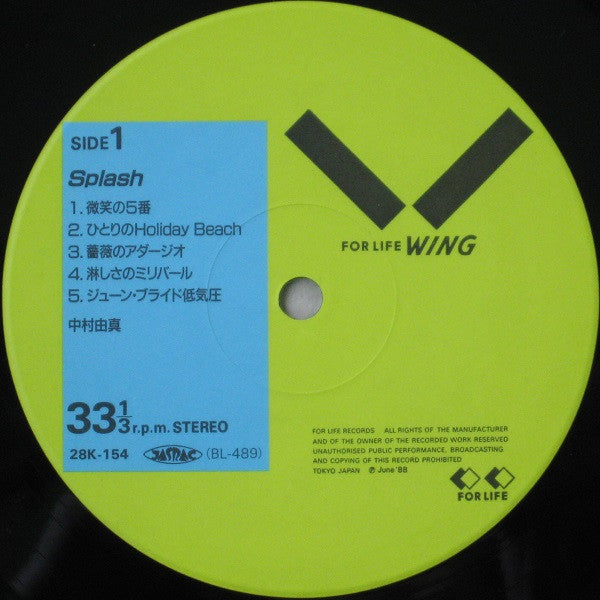 SIDE 1
Splash
1. 微笑の5番
2. ひとりのHoliday Beach
3. 薔薇のアダージオ
4. 淋しさのミリバール
5. ジューン・ブライド低気圧
中村由真
33 1/3 r.p.m. STEREO
28K-154 JASRAC (BL-489)
FOR LIFE WING
FOR LIFE RECORDS ALL RIGHTS OF THE MANUFACTURER
AND OF THE OWNER OF THE RECORDED WORK RESERVED
UNAUTHORISED PUBLIC PERFORMANCE, BROADCASTING
AND COPYING OF THIS RECORD PROHIBITED
TOKYO JAPAN ℗ June '88
FOR LIFE